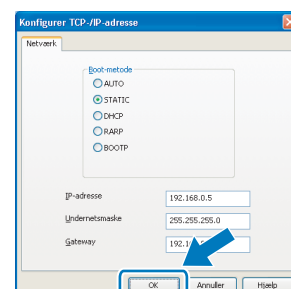 Konfigurer TCP-/IP-adresse
Netværk
Boot-metode
AUTO
STATIC
DHCP
RARP
BOOTP
IP-adresse 192.168.0.5
Undernetsmaske 255.255.255.0
Gateway
OK Annuller Hjælp